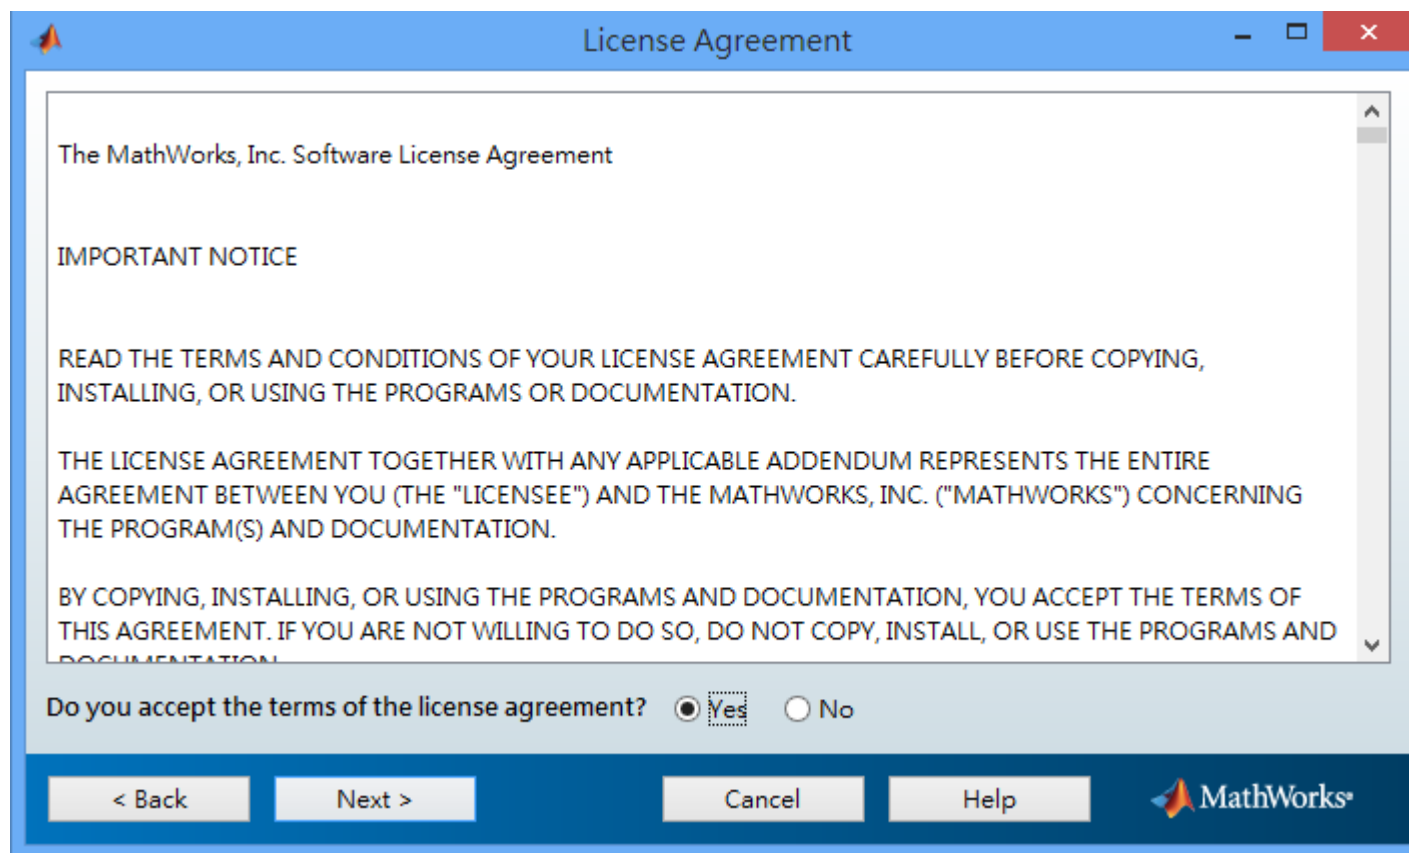 License Agreement
The MathWorks, Inc. Software License Agreement
IMPORTANT NOTICE
READ THE TERMS AND CONDITIONS OF YOUR LICENSE AGREEMENT CAREFULLY BEFORE COPYING,
INSTALLING, OR USING THE PROGRAMS OR DOCUMENTATION.
THE LICENSE AGREEMENT TOGETHER WITH ANY APPLICABLE ADDENDUM REPRESENTS THE ENTIRE
AGREEMENT BETWEEN YOU (THE "LICENSEE") AND THE MATHWORKS, INC. ("MATHWORKS") CONCERNING
THE PROGRAM(S) AND DOCUMENTATION.
BY COPYING, INSTALLING, OR USING THE PROGRAMS AND DOCUMENTATION, YOU ACCEPT THE TERMS OF
THIS AGREEMENT. IF YOU ARE NOT WILLING TO DO SO, DO NOT COPY, INSTALL, OR USE THE PROGRAMS AND
DOCUMENTATION
Do you accept the terms of the license agreement? Yes No
< Back Next > Cancel Help MathWorks®